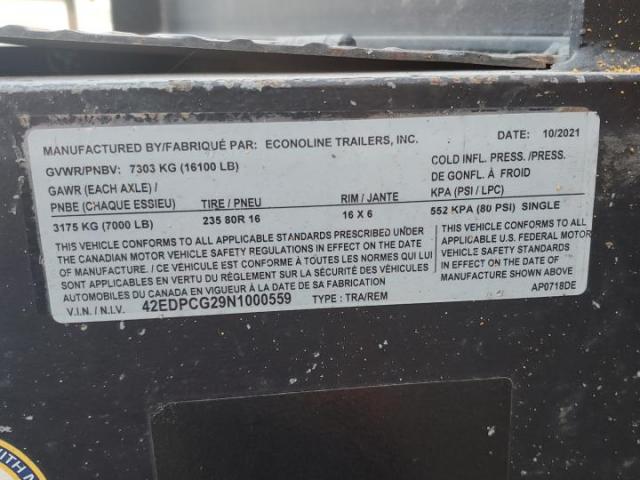 MANUFACTURED BY/FABRIQUÉ PAR: ECONOLINE TRAILERS, INC. DATE: 10/2021
GVWR/PNBV: 7303 KG (16100 LB) COLD INFL. PRESS. /PRESS.
GAWR (EACH AXLE) / DE GONFL. À FROID
PNBE (CHAQUE ESSIEU) TIRE / PNEU RIM / JANTE KPA (PSI / LPC)
3175 KG (7000 LB) 235 80R 16 16 X 6 552 KPA (80 PSI) SINGLE
THIS VEHICLE CONFORMS TO ALL APPLICABLE STANDARDS PRESCRIBED UNDER
THE CANADIAN MOTOR VEHICLE SAFETY REGULATIONS IN EFFECT ON THE DATE
OF MANUFACTURE. / CE VÉHICULE EST CONFORME À TOUTES LES NORMES QUI LUI
SONT APPLICABLES EN VERTU DU RÈGLEMENT SUR LA SÉCURITÉ DES VÉHICULES
AUTOMOBILES DU CANADA EN VIGUEUR À LA DATE DE SA FABRICATION
THIS VEHICLE CONFORMS TO ALL
APPLICABLE U.S. FEDERAL MOTOR
VEHICLE SAFETY STANDARDS
IN EFFECT ON THE DATE OF
MANUFACTURE SHOWN ABOVE
V.I.N. / N.I.V. 42EDPCG29N1000559 TYPE : TRA/REM AP0718DE
WITH